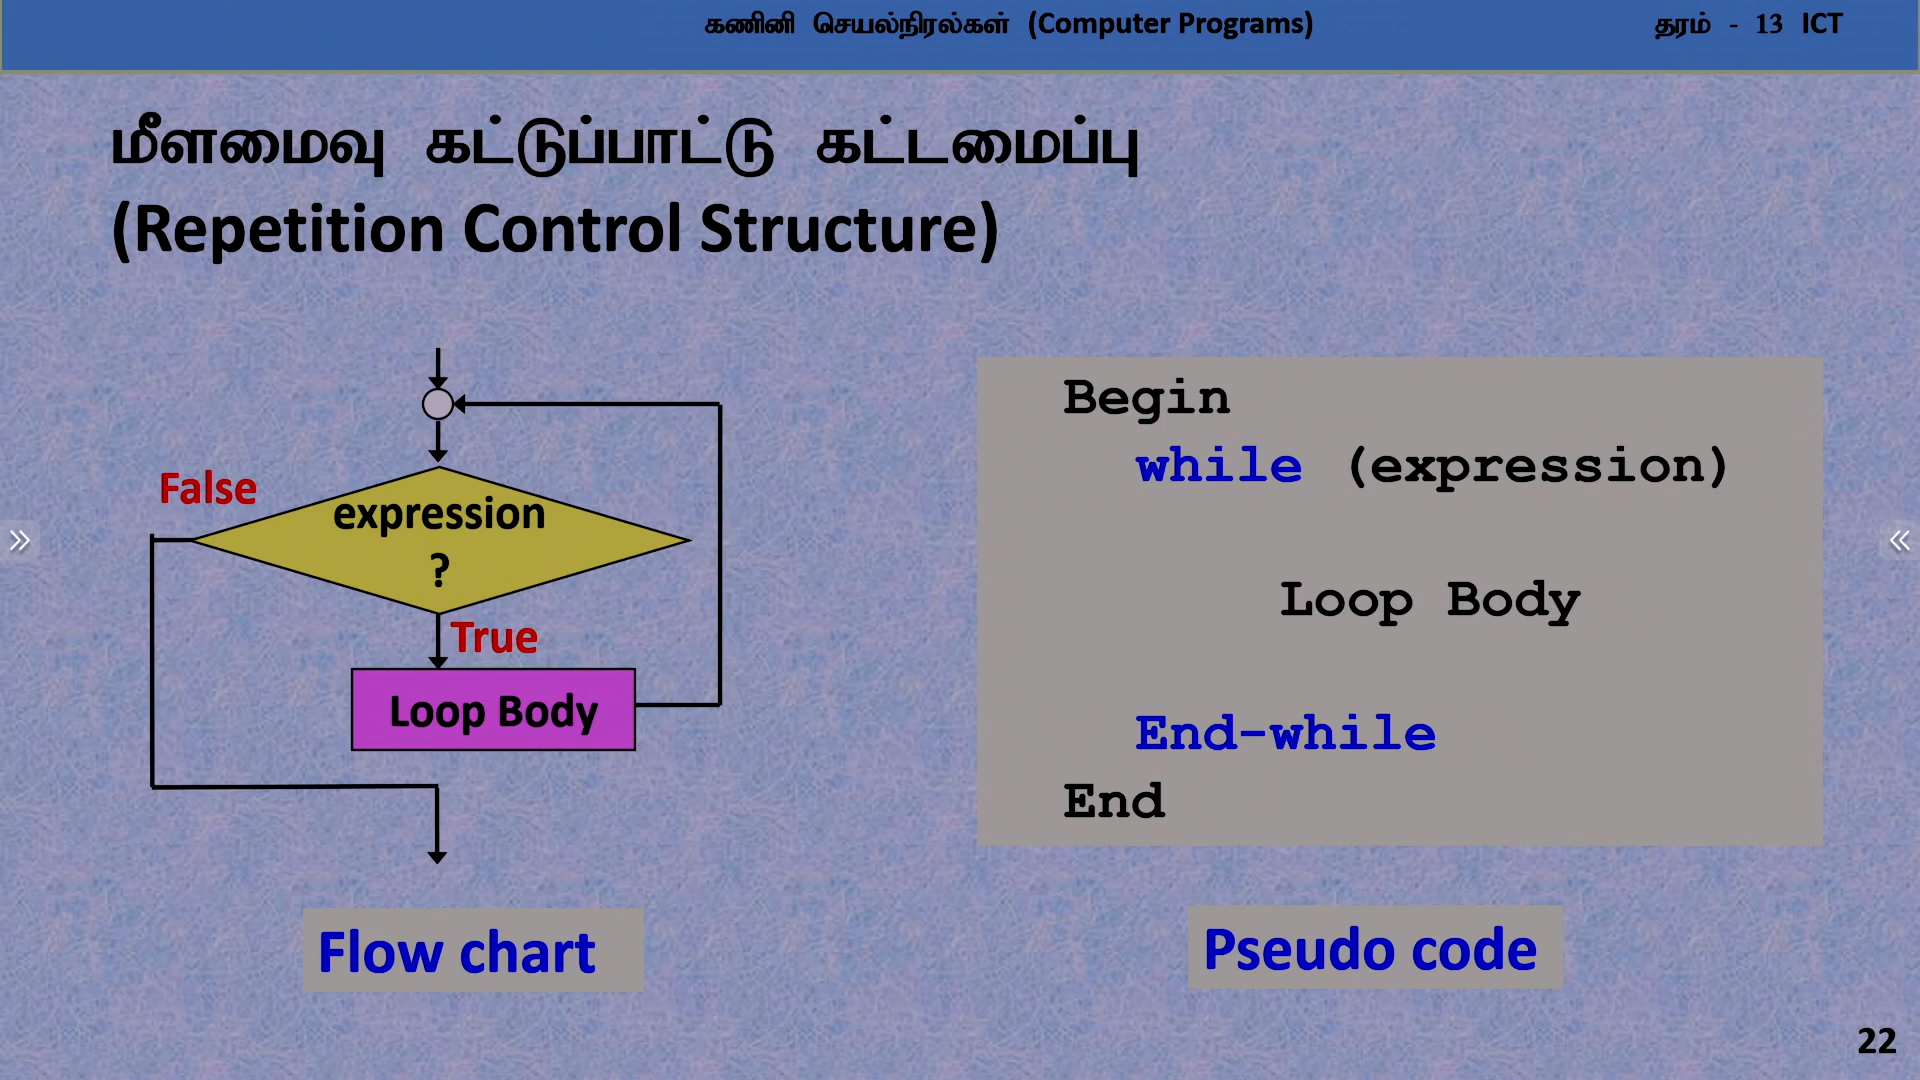 கணினி செயல்நிரல்கள் (Computer Programs)
தரம் - 13 ICT
மீளமைவு கட்டுப்பாட்டு கட்டமைப்பு
(Repetition Control Structure)
False
expression
?
True
Loop Body
Flow chart
Begin
while (expression)
Loop Body
End-while
End
Pseudo code
22